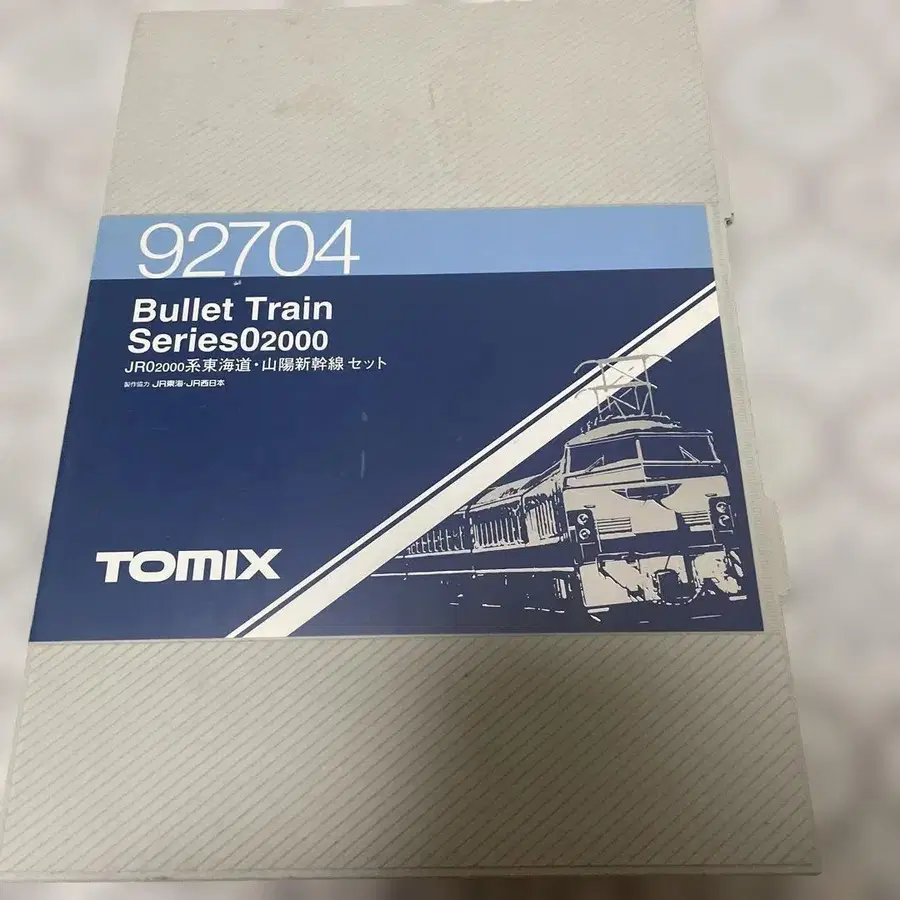 92704
Bullet Train
Series02000
JR02000系東海道・山陽新幹線セット
製作協力 JR東海・JR西日本
TOMIX